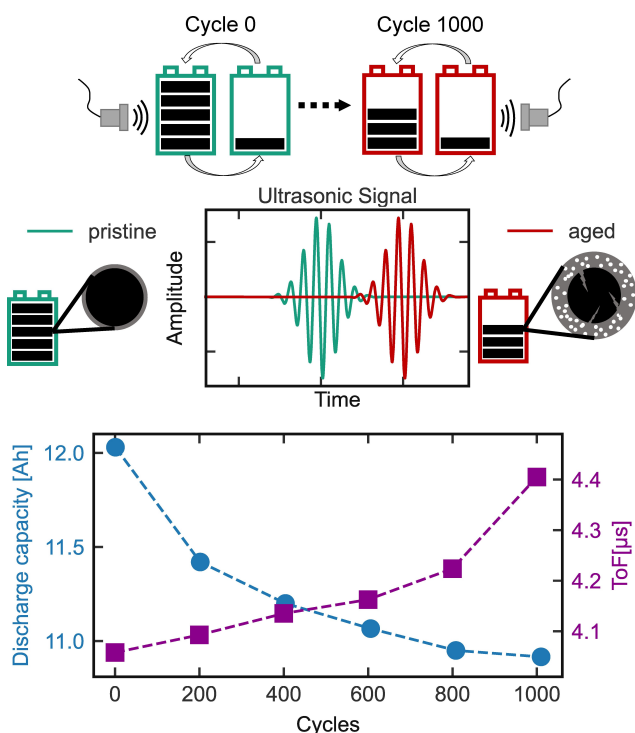 Cycle 0
Cycle 1000
Ultrasonic Signal
pristine
aged
Amplitude
Time
Discharge capacity [Ah]
12.0
11.5
11.0
4.4
4.3
4.2
4.1
ToF[µs]
0 200 400 600 800 1000
Cycles